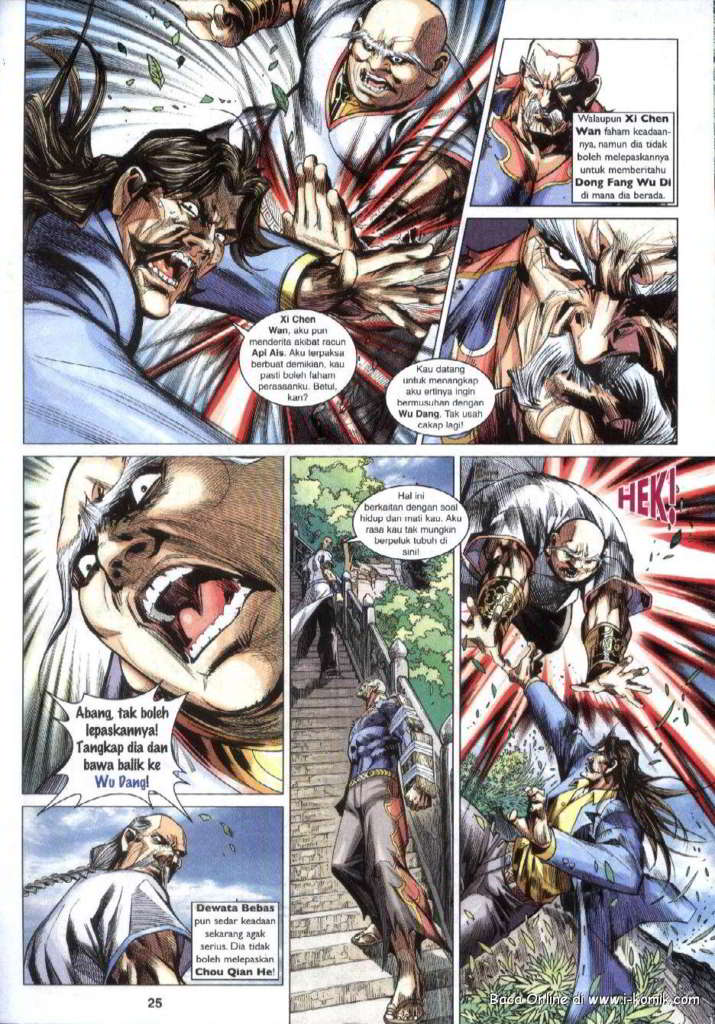 Walaupun Xi Chen
Wan faham keadaan-
nya, namun dia tidak
boleh melepaskannya
untuk memberitahu
Dong Fang Wu Di
di mana dia berada.
Xi Chen
Wan, aku pun
menderita akibat racun
Api Ais. Aku terpaksa
berbuat demikian, kau
pasti boleh faham
perasaanku. Betul,
kan?
Kau datang
untuk menangkap
aku ertinya ingin
bermusuhan dengan
Wu Dang. Tak usah
cakap lagi!
Abang, tak boleh
lepaskannya!
Tangkap dia dan
bawa balik ke
Wu Dang!
Dewata Bebas
pun sedar keadaan
sekarang agak
serius. Dia tidak
boleh melepaskan
Chou Qian He!
Hal ini
berkaitan dengan soal
hidup dan mati kau. Aku
rasa kau tak mungkin
berpeluk tubuh di
sini!
HEK!
25
Baca Online di www.i-komik.com